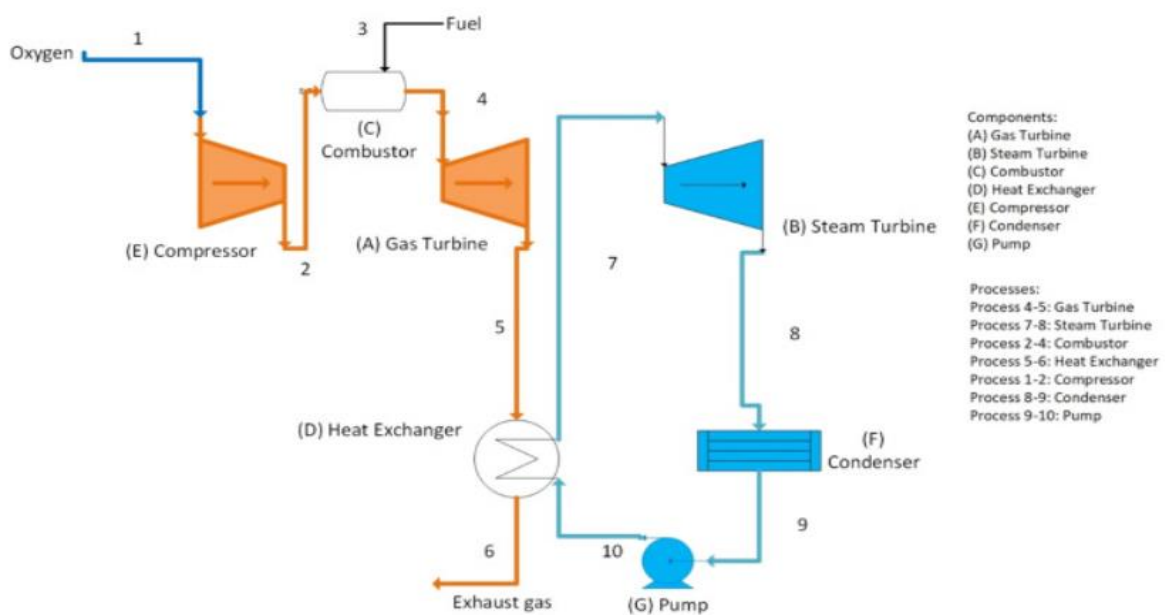 1
Oxygen
3
Fuel
4
(C)
Combustor
(E) Compressor
2
(A) Gas Turbine
5
(D) Heat Exchanger
6
Exhaust gas
7
(B) Steam Turbine
8
(F)
Condenser
9
10
(G) Pump
Components:
(A) Gas Turbine
(B) Steam Turbine
(C) Combustor
(D) Heat Exchanger
(E) Compressor
(F) Condenser
(G) Pump
Processes:
Process 4-5: Gas Turbine
Process 7-8: Steam Turbine
Process 2-4: Combustor
Process 5-6: Heat Exchanger
Process 1-2: Compressor
Process 8-9: Condenser
Process 9-10: Pump